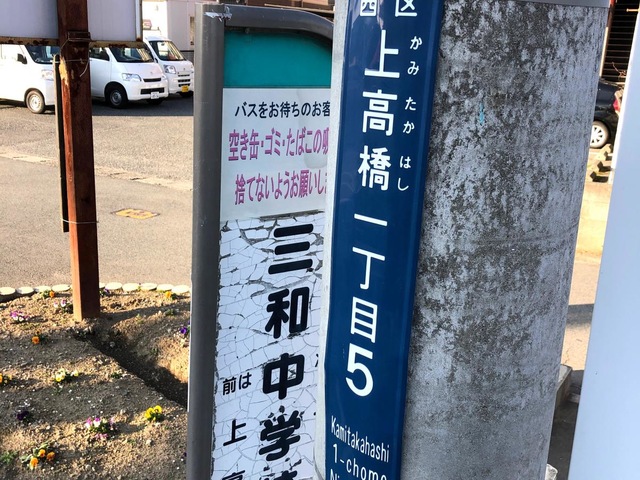 バスをお待ちのお客
空き缶・ゴミ・たばこの吸
捨てないようお願いし
三和中学
前は
上高
西区
上高橋一丁目5
かみたかはし
Kamitakahashi
1-chome